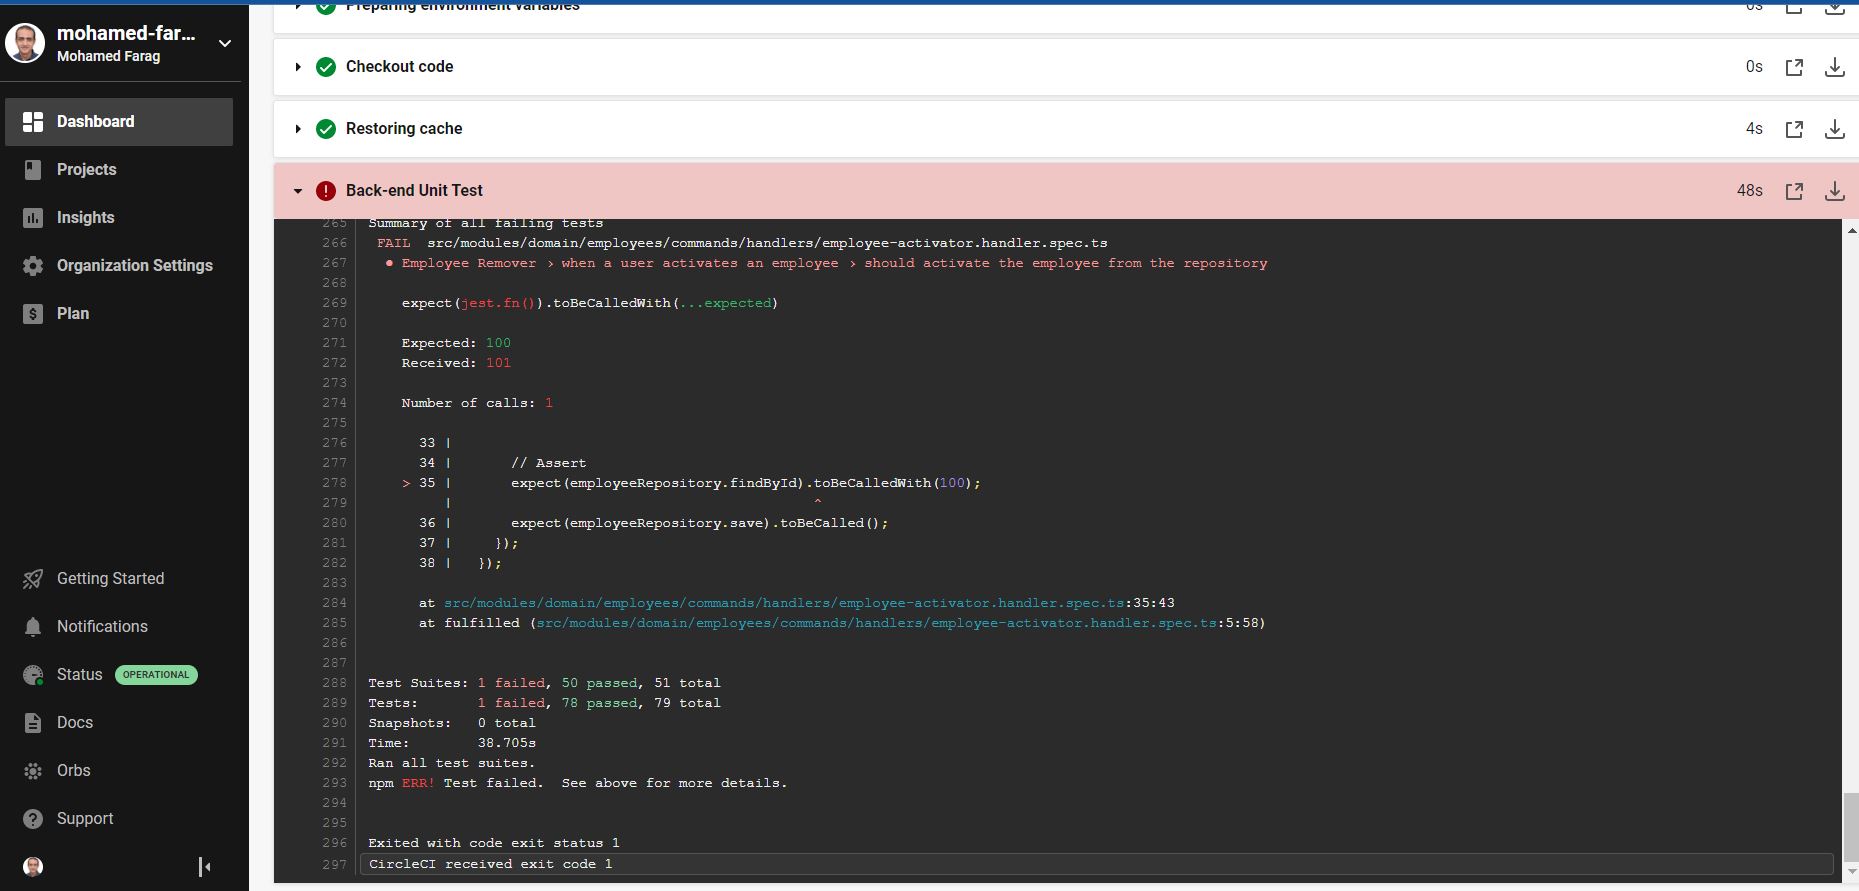 mohamed-far...
Mohamed Farag
Dashboard
Projects
Insights
Organization Settings
Plan
Getting Started
Notifications
Status OPERATIONAL
Docs
Orbs
Support
Preparing environment variables 0s
Checkout code 0s
Restoring cache 4s
Back-end Unit Test 48s
265 Summary of all failing tests
266 FAIL src/modules/domain/employees/commands/handlers/employee-activator.handler.spec.ts
267 ● Employee Remover › when a user activates an employee › should activate the employee from the repository
268
269 expect(jest.fn()).toBeCalledWith(...expected)
270
271 Expected: 100
272 Received: 101
273
274 Number of calls: 1
275
276 33 |
277 34 | // Assert
278 > 35 | expect(employeeRepository.findById).toBeCalledWith(100);
279 | ^
280 36 | expect(employeeRepository.save).toBeCalled();
281 37 | });
282 38 | });
283
284 at src/modules/domain/employees/commands/handlers/employee-activator.handler.spec.ts:35:43
285 at fulfilled (src/modules/domain/employees/commands/handlers/employee-activator.handler.spec.ts:5:58)
286
287
288 Test Suites: 1 failed, 50 passed, 51 total
289 Tests: 1 failed, 78 passed, 79 total
290 Snapshots: 0 total
291 Time: 38.705s
292 Ran all test suites.
293 npm ERR! Test failed. See above for more details.
294
295
296 Exited with code exit status 1
297 CircleCI received exit code 1